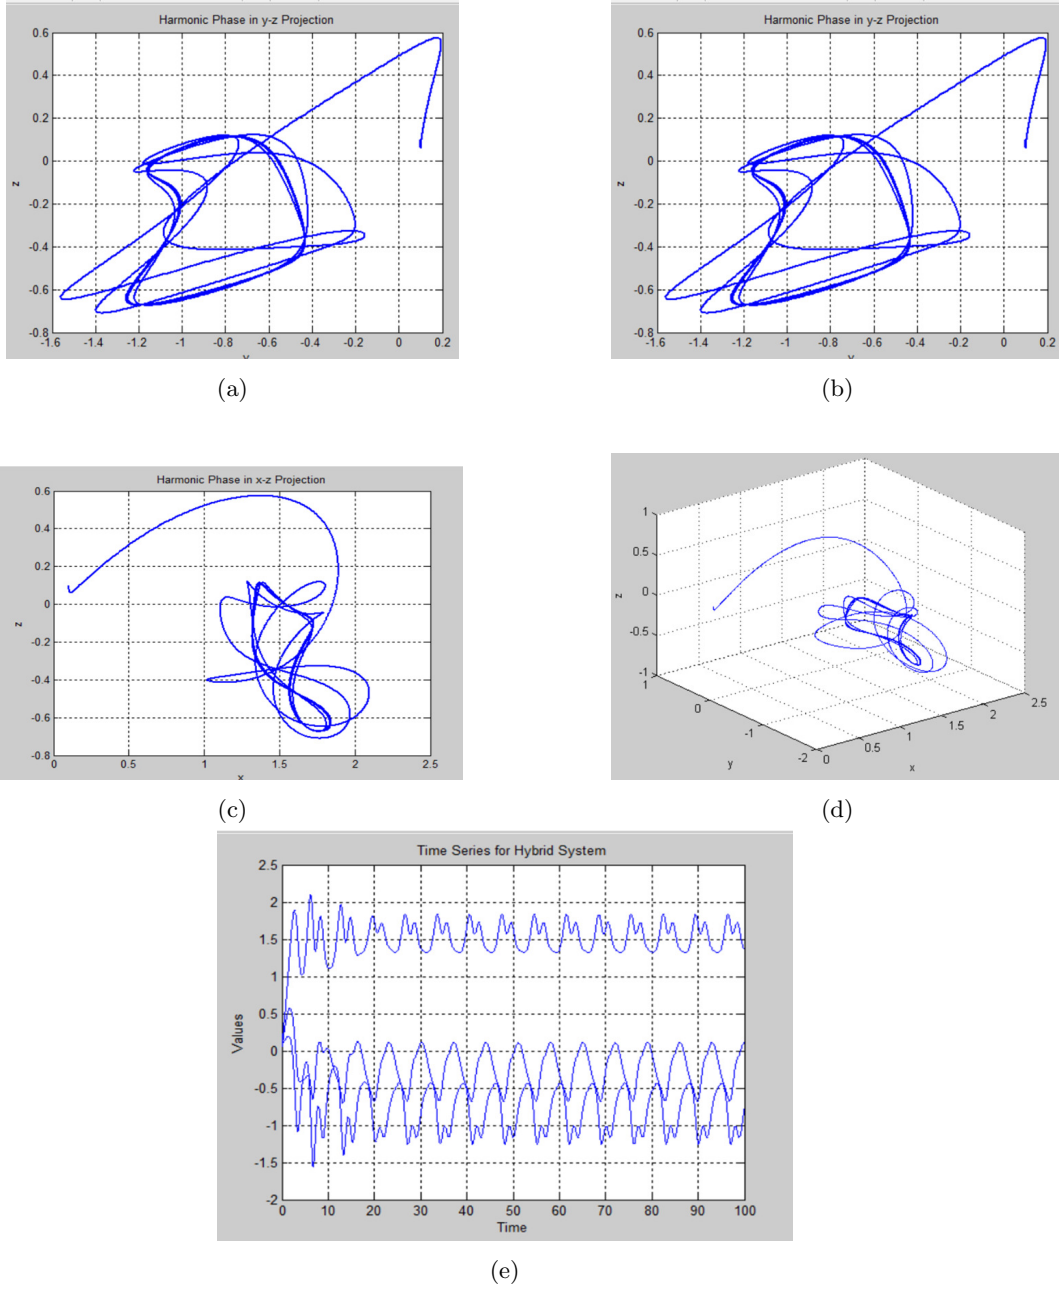 Harmonic Phase in y-z Projection
0.6
0.4
0.2
0
-0.2
-0.4
-0.6
-0.8
z
-1.6 -1.4 -1.2 -1 -0.8 -0.6 -0.4 -0.2 0 0.2
(a)
Harmonic Phase in y-z Projection
0.6
0.4
0.2
0
-0.2
-0.4
-0.6
-0.8
z
-1.6 -1.4 -1.2 -1 -0.8 -0.6 -0.4 -0.2 0 0.2
(b)
Harmonic Phase in x-z Projection
0.6
0.4
0.2
0
-0.2
-0.4
-0.6
-0.8
z
0 0.5 1 1.5 2 2.5
x
(c)
1
0.5
0
-0.5
-1
z
1
0
-1
-2
y
0
0.5
1
1.5
2
2.5
x
(d)
Time Series for Hybrid System
2.5
2
1.5
1
0.5
0
-0.5
-1
-1.5
-2
Values
0 10 20 30 40 50 60 70 80 90 100
Time
(e)